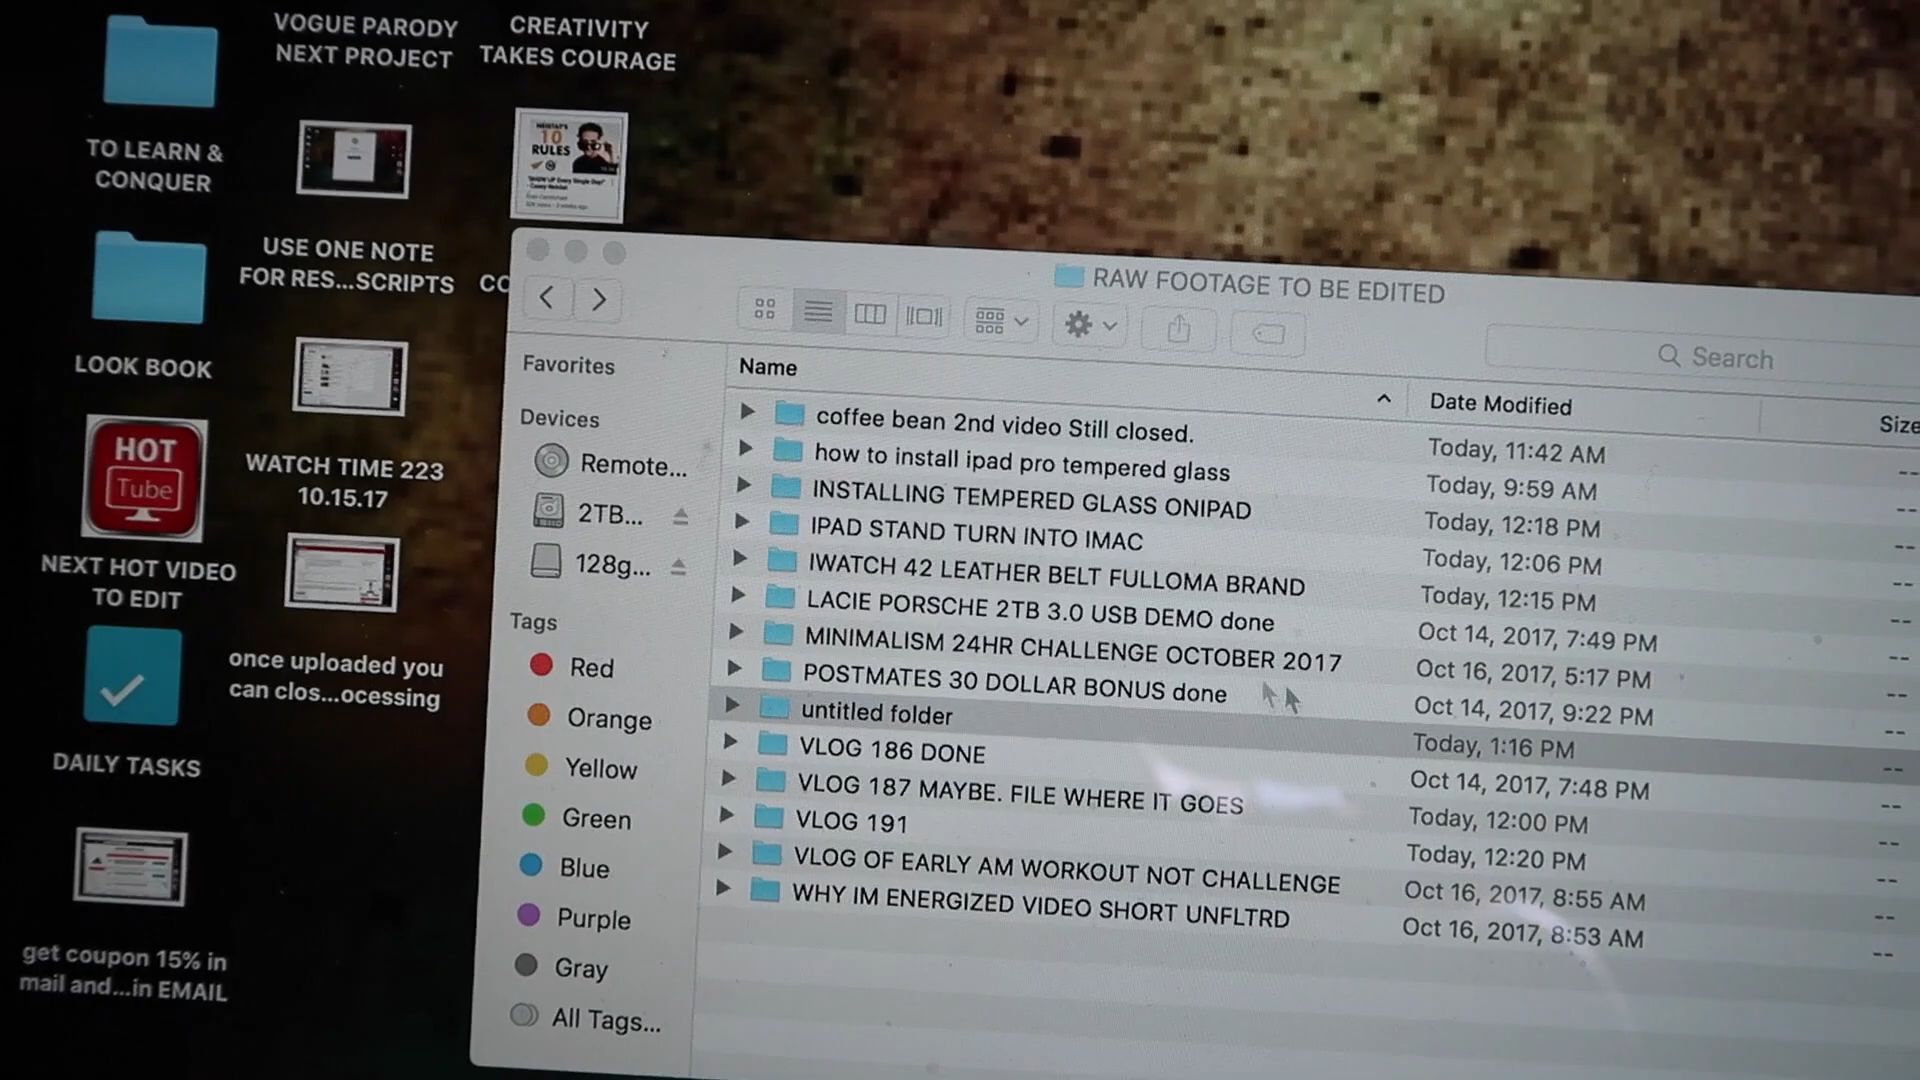 VOGUE PARODY
NEXT PROJECT
CREATIVITY
TAKES COURAGE
TO LEARN &
CONQUER
10
RULES
USE ONE NOTE
FOR RES...SCRIPTS
CO
LOOK BOOK
HOT
Tube
WATCH TIME 223
10.15.17
NEXT HOT VIDEO
TO EDIT
once uploaded you
can clos...ocessing
DAILY TASKS
get coupon 15% in
mail and...in EMAIL
RAW FOOTAGE TO BE EDITED
Search
Favorites
Devices
Remote...
2TB...
128g...
Tags
Red
Orange
Yellow
Green
Blue
Purple
Gray
All Tags...
Name Date Modified Size
coffee bean 2nd video Still closed. Today, 11:42 AM --
how to install ipad pro tempered glass Today, 9:59 AM --
INSTALLING TEMPERED GLASS ONIPAD Today, 12:18 PM --
IPAD STAND TURN INTO IMAC Today, 12:06 PM --
IWATCH 42 LEATHER BELT FULLOMA BRAND Today, 12:15 PM --
LACIE PORSCHE 2TB 3.0 USB DEMO done Oct 14, 2017, 7:49 PM --
MINIMALISM 24HR CHALLENGE OCTOBER 2017 Oct 16, 2017, 5:17 PM --
POSTMATES 30 DOLLAR BONUS done Oct 14, 2017, 9:22 PM --
untitled folder Today, 1:16 PM --
VLOG 186 DONE Oct 14, 2017, 7:48 PM --
VLOG 187 MAYBE. FILE WHERE IT GOES Today, 12:00 PM --
VLOG 191 Today, 12:20 PM --
VLOG OF EARLY AM WORKOUT NOT CHALLENGE Oct 16, 2017, 8:55 AM --
WHY IM ENERGIZED VIDEO SHORT UNFLTRD Oct 16, 2017, 8:53 AM --